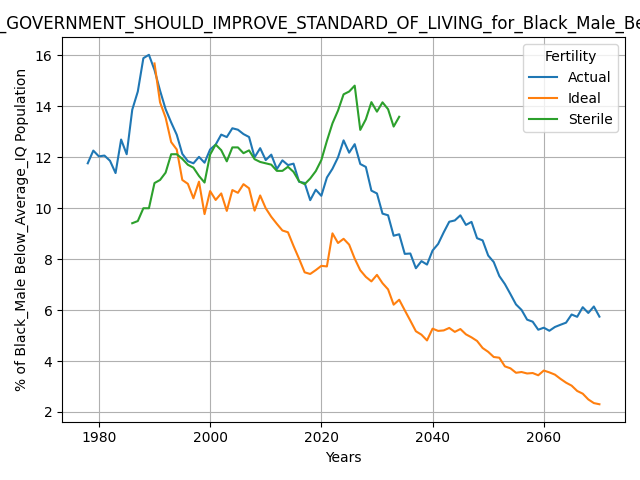 _GOVERNMENT_SHOULD_IMPROVE_STANDARD_OF_LIVING_for_Black_Male_Be
Fertility
Actual
Ideal
Sterile
% of Black_Male Below_Average_IQ Population
16
14
12
10
8
6
4
2
1980 2000 2020 2040 2060
Years